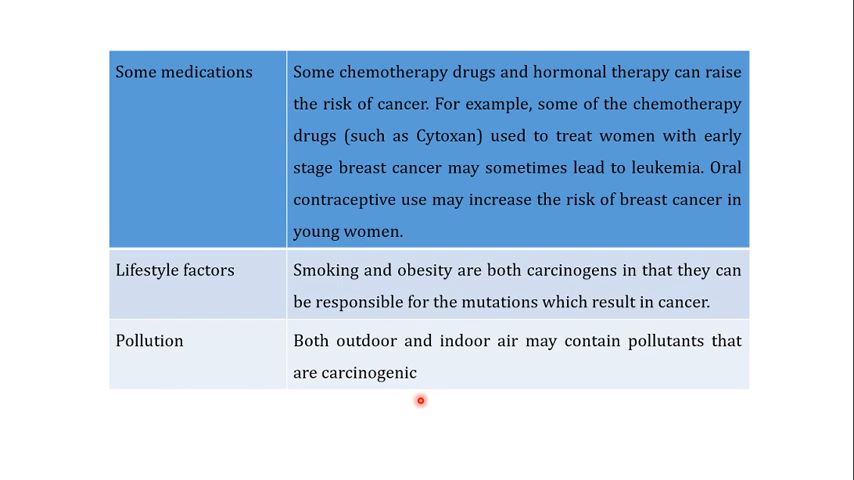 Some medications
Some chemotherapy drugs and hormonal therapy can raise
the risk of cancer. For example, some of the chemotherapy
drugs (such as Cytoxan) used to treat women with early
stage breast cancer may sometimes lead to leukemia. Oral
contraceptive use may increase the risk of breast cancer in
young women.
Lifestyle factors
Smoking and obesity are both carcinogens in that they can
be responsible for the mutations which result in cancer.
Pollution
Both outdoor and indoor air may contain pollutants that
are carcinogenic